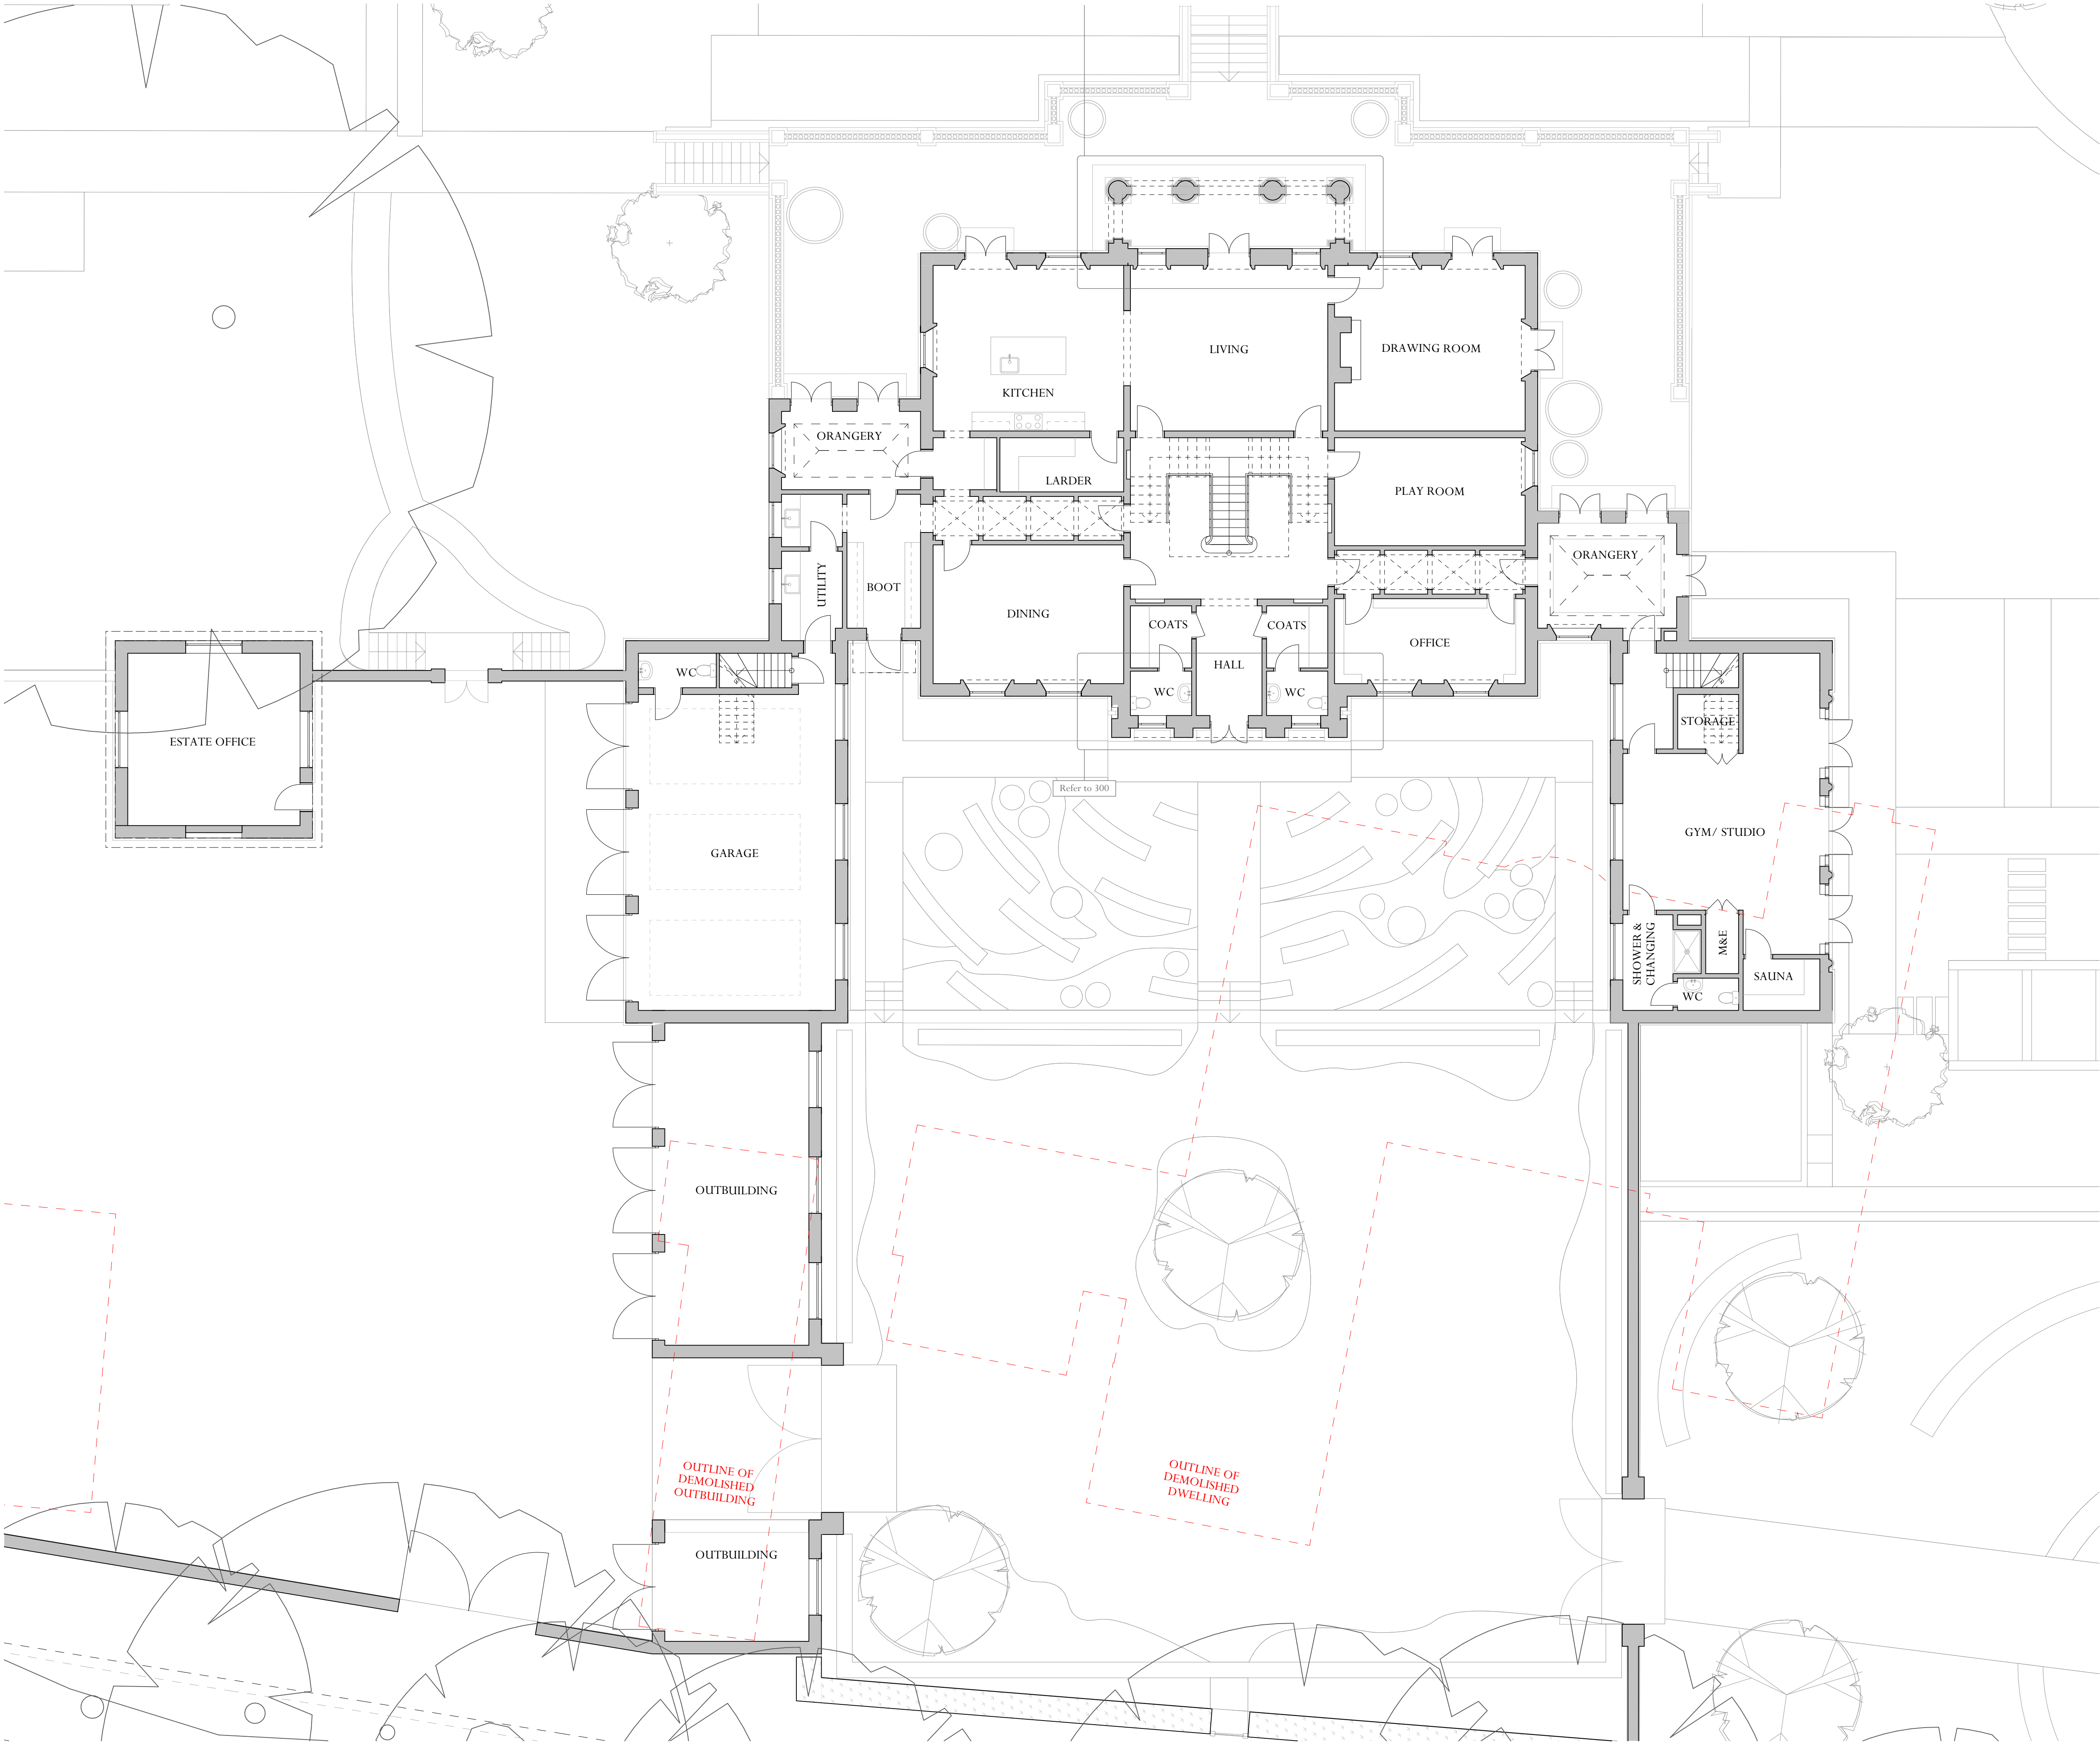 LIVING
DRAWING ROOM
KITCHEN
ORANGERY
LARDER
PLAY ROOM
ORANGERY
UTILITY
BOOT
DINING
COATS
COATS
OFFICE
HALL
WC
WC
WC
STORAGE
ESTATE OFFICE
Refer to 300
GYM/ STUDIO
GARAGE
SHOWER &
CHANGING
M&E
SAUNA
WC
OUTBUILDING
OUTLINE OF
DEMOLISHED
OUTBUILDING
OUTLINE OF
DEMOLISHED
DWELLING
OUTBUILDING